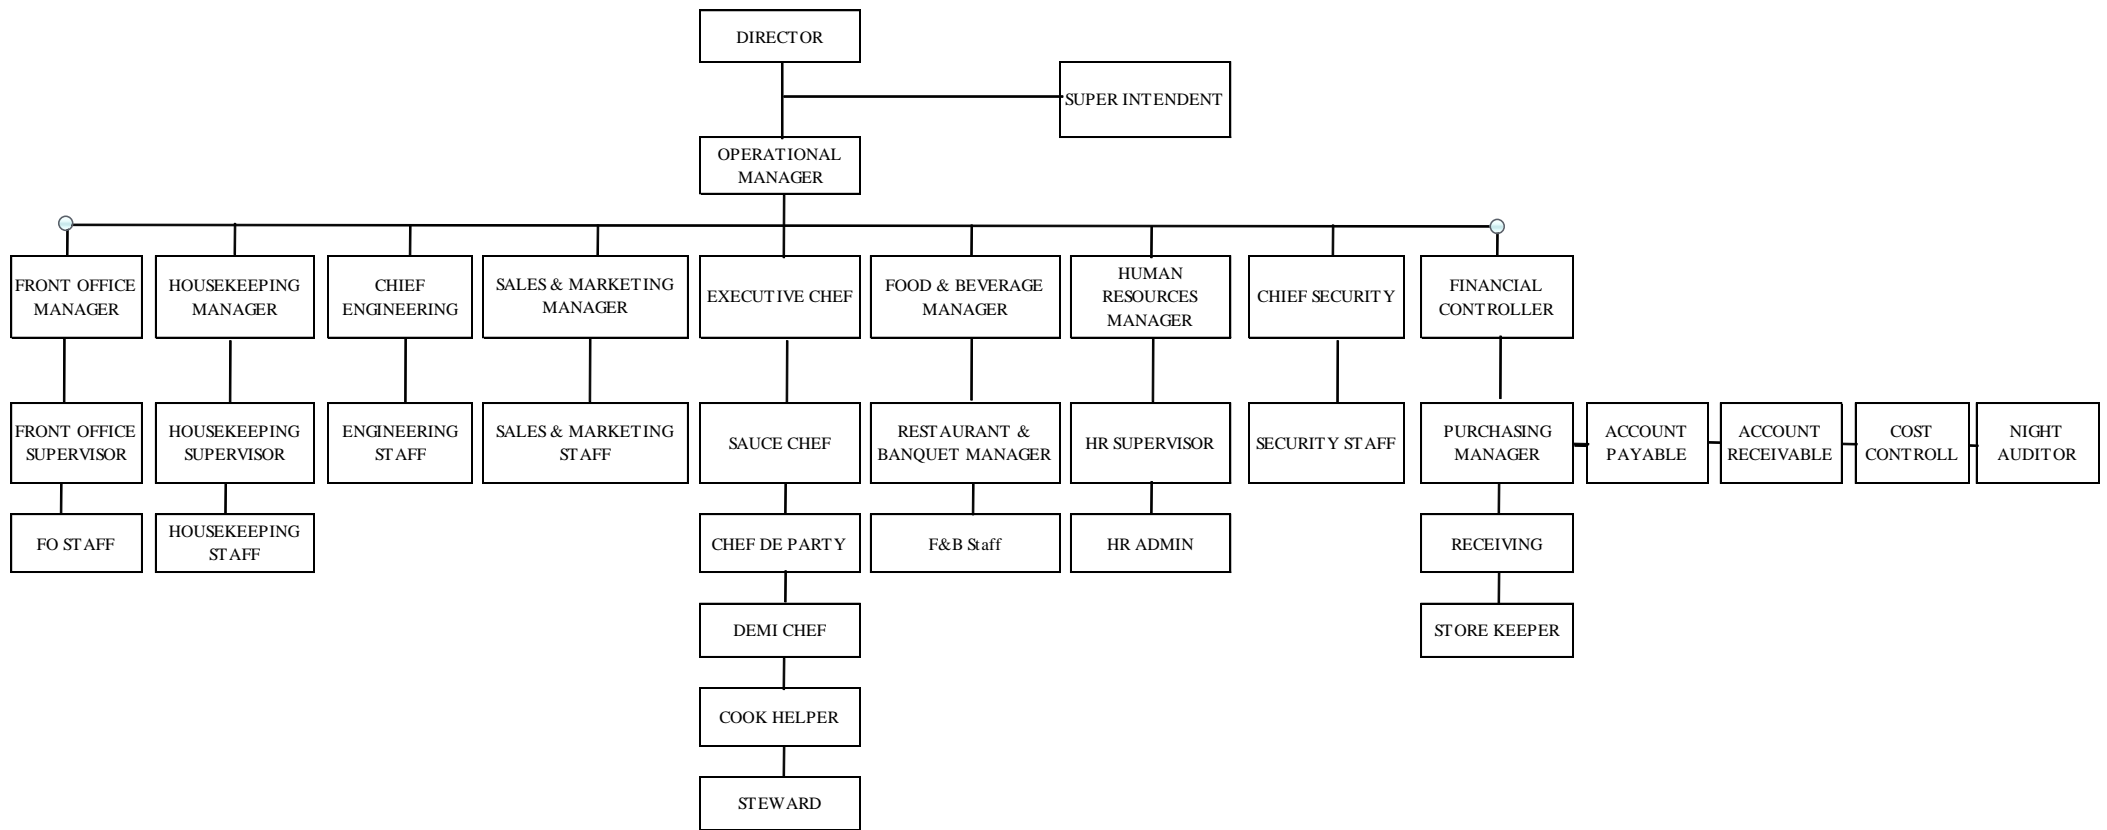 DIRECTOR
SUPER INTENDENT
OPERATIONAL
MANAGER
FRONT OFFICE
MANAGER
HOUSEKEEPING
MANAGER
CHIEF
ENGINEERING
SALES & MARKETING
MANAGER
EXECUTIVE CHEF
FOOD & BEVERAGE
MANAGER
HUMAN
RESOURCES
MANAGER
CHIEF SECURITY
FINANCIAL
CONTROLLER
FRONT OFFICE
SUPERVISOR
HOUSEKEEPING
SUPERVISOR
ENGINEERING
STAFF
SALES & MARKETING
STAFF
SAUCE CHEF
RESTAURANT &
BANQUET MANAGER
HR SUPERVISOR
SECURITY STAFF
PURCHASING
MANAGER
ACCOUNT
PAYABLE
ACCOUNT
RECEIVABLE
COST
CONTROLL
NIGHT
AUDITOR
FO STAFF
HOUSEKEEPING
STAFF
CHEF DE PARTY
F&B Staff
HR ADMIN
RECEIVING
DEMI CHEF
STORE KEEPER
COOK HELPER
STEWARD